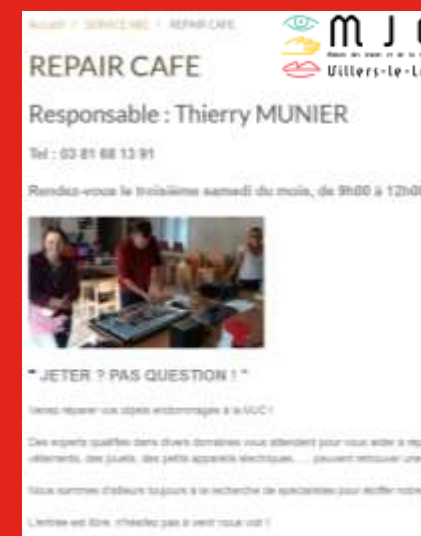 Accueil / SERVICE MJC / REPAIR CAFE
MJC
Villers-le-L
REPAIR CAFE
Responsable : Thierry MUNIER
Tel : 03 81 68 13 91
Rendez-vous le troisième samedi du mois, de 9h00 à 12h00
" JETER ? PAS QUESTION ! "
Venez réparer vos objets endommagés à la MJC !
Des experts qualifiés dans divers domaines vous attendent pour vous aider à
vêtements, des jouets, des petits appareils électriques, ... peuvent retrouver une
Nous sommes d'ailleurs toujours à la recherche de spécialistes pour étoffer notre
L'entrée est libre, n'hésitez pas à venir nous voir !